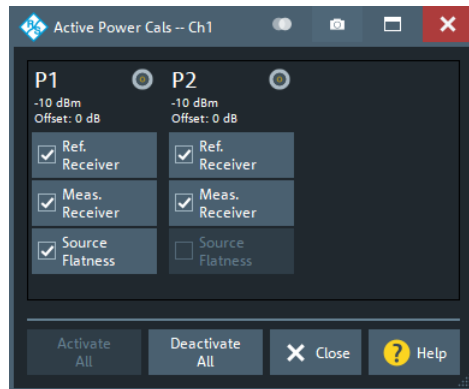 Active Power Cals -- Ch1
P1
-10 dBm
Offset: 0 dB
Ref.
Receiver
Meas.
Receiver
Source
Flatness
P2
-10 dBm
Offset: 0 dB
Ref.
Receiver
Meas.
Receiver
Source
Flatness
Activate
All
Deactivate
All
Close
? Help